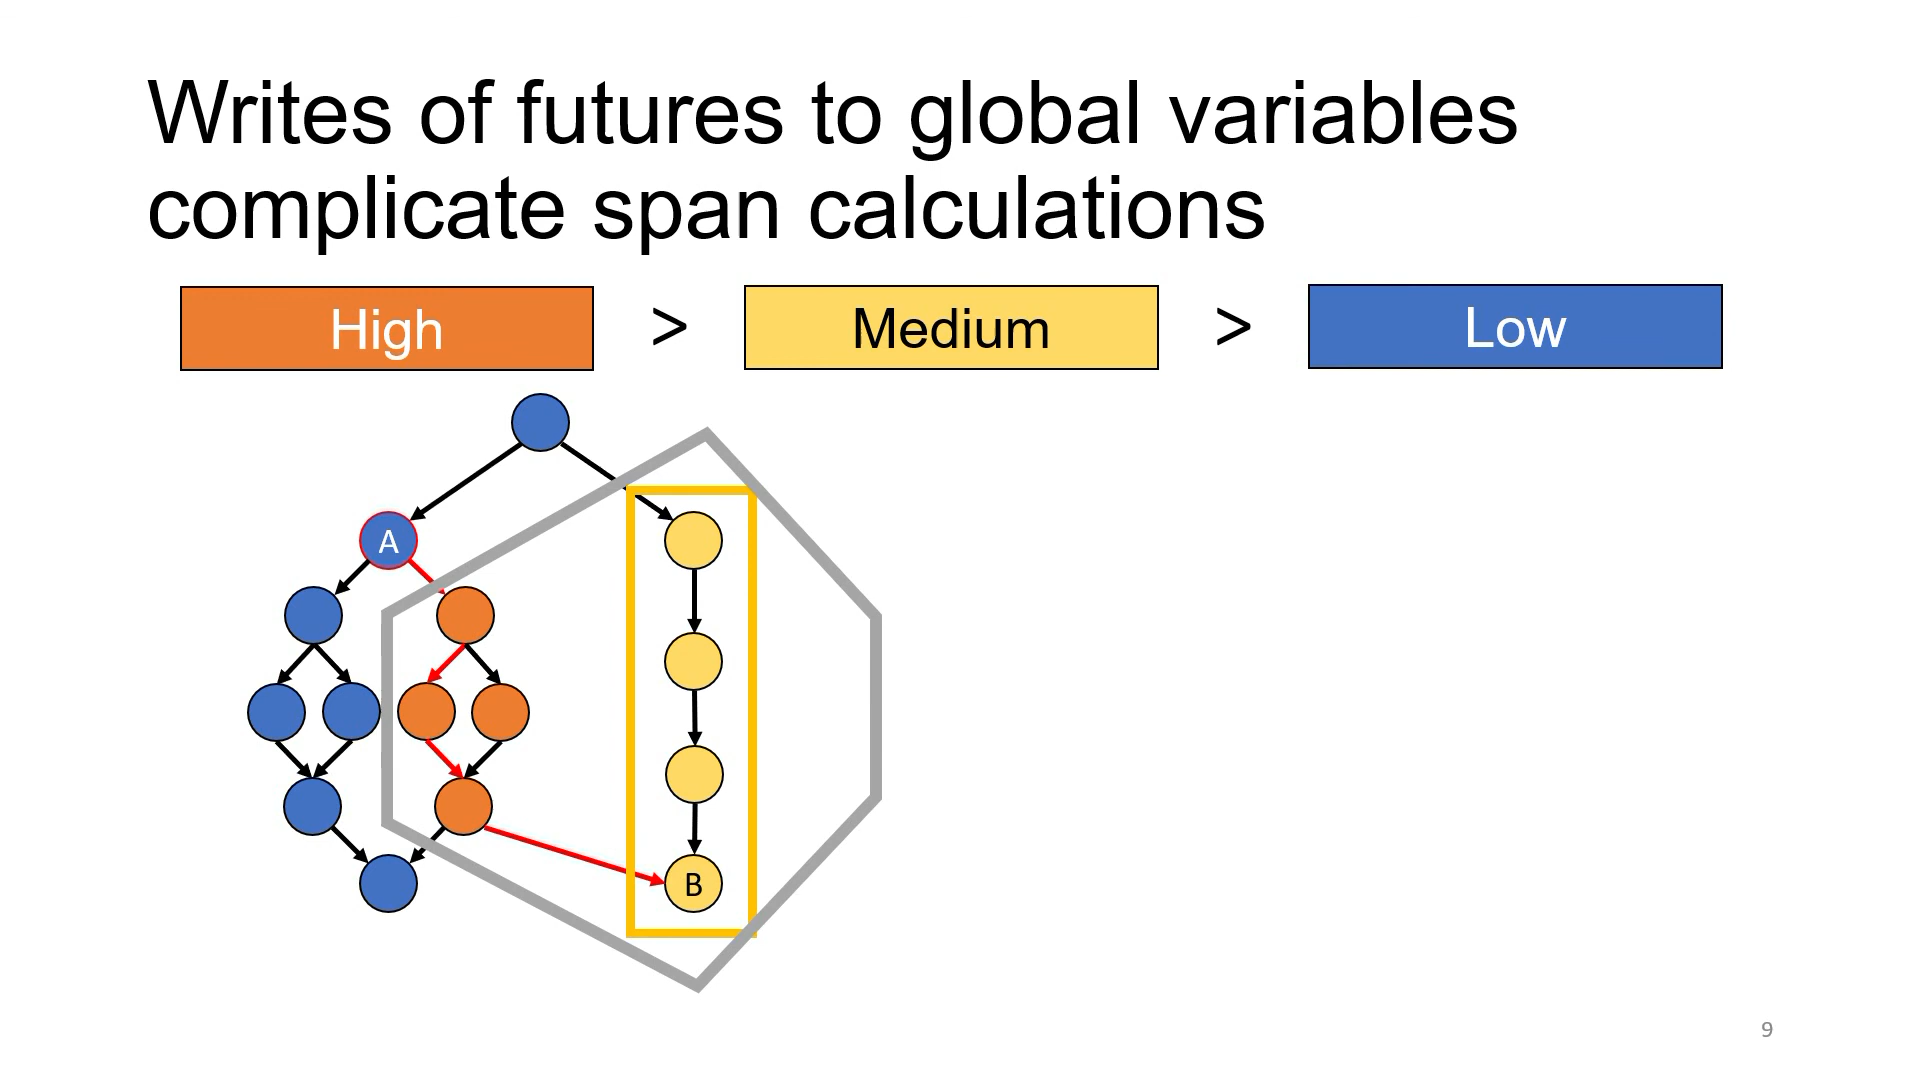 Writes of futures to global variables
complicate span calculations
High > Medium > Low
A
B
9